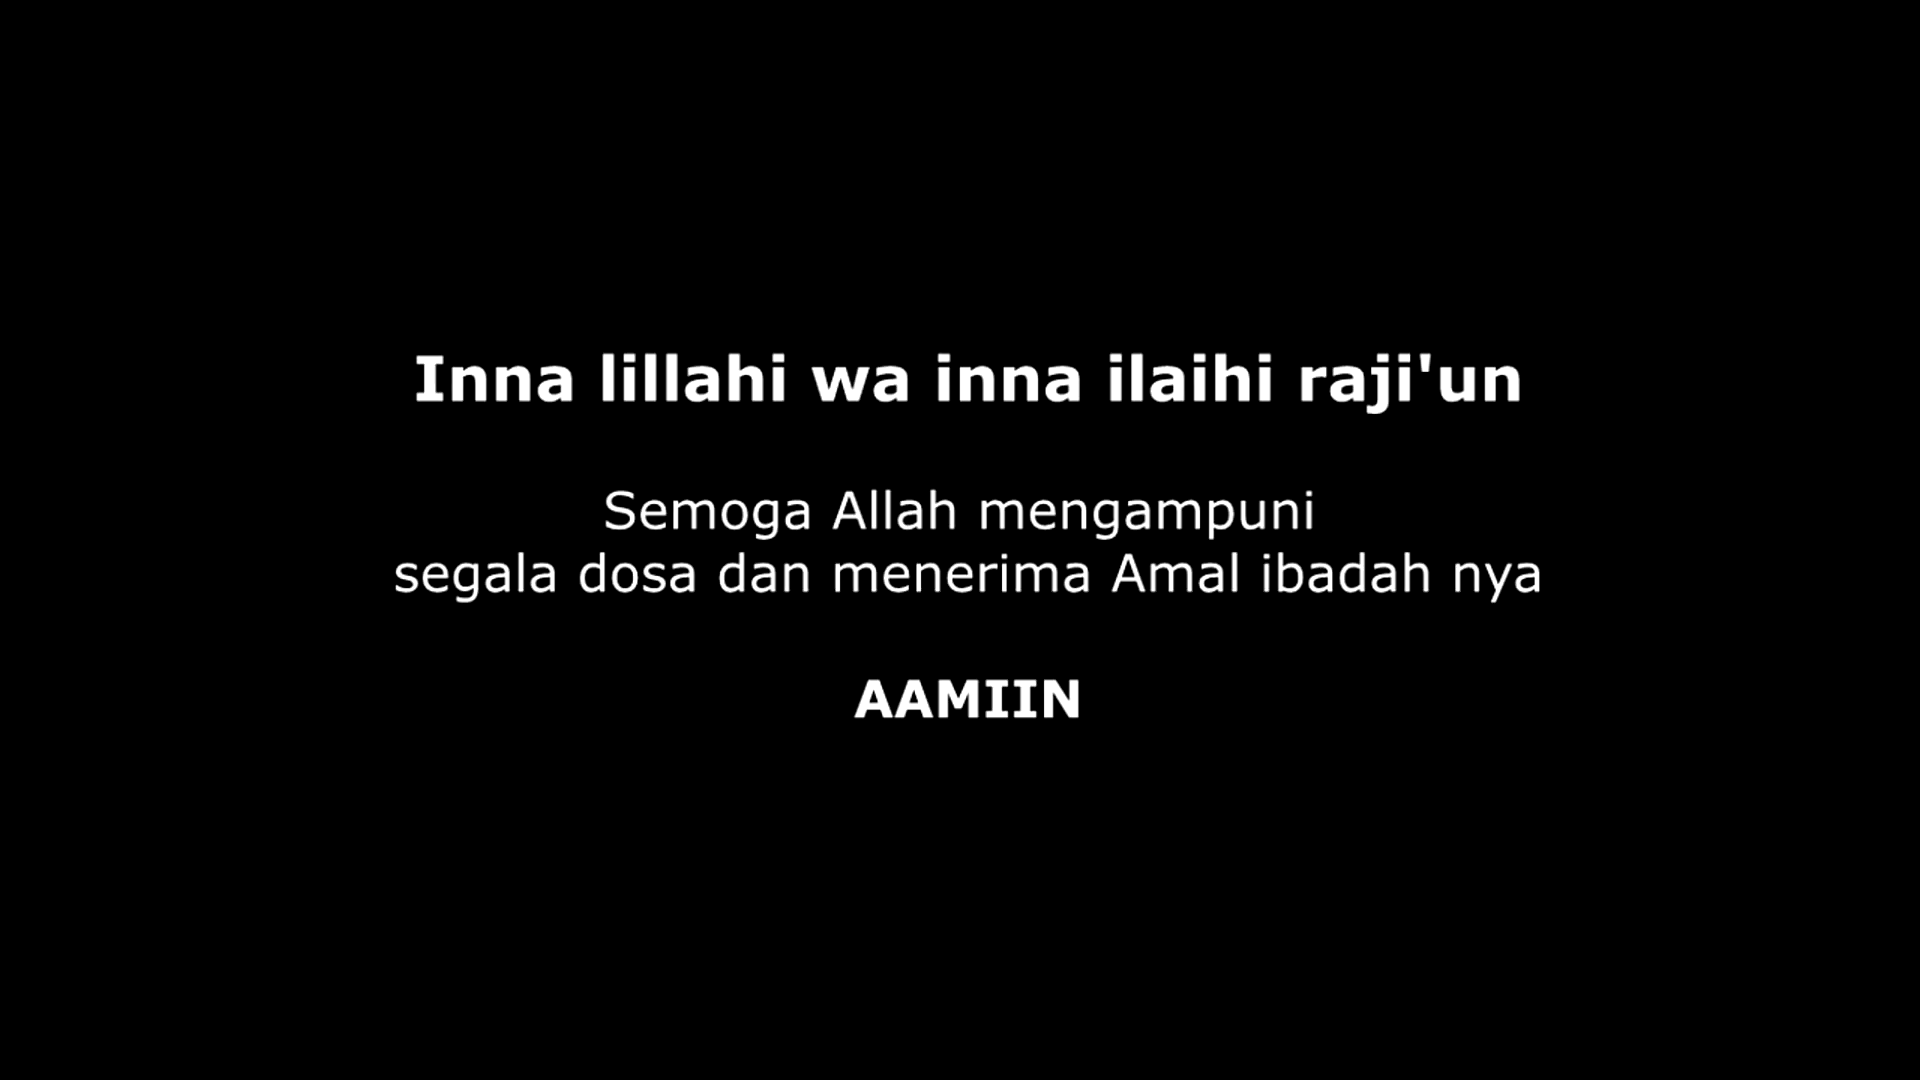 Inna lillahi wa inna ilaihi raji'un
Semoga Allah mengampuni
segala dosa dan menerima Amal ibadah nya
AAMIIN